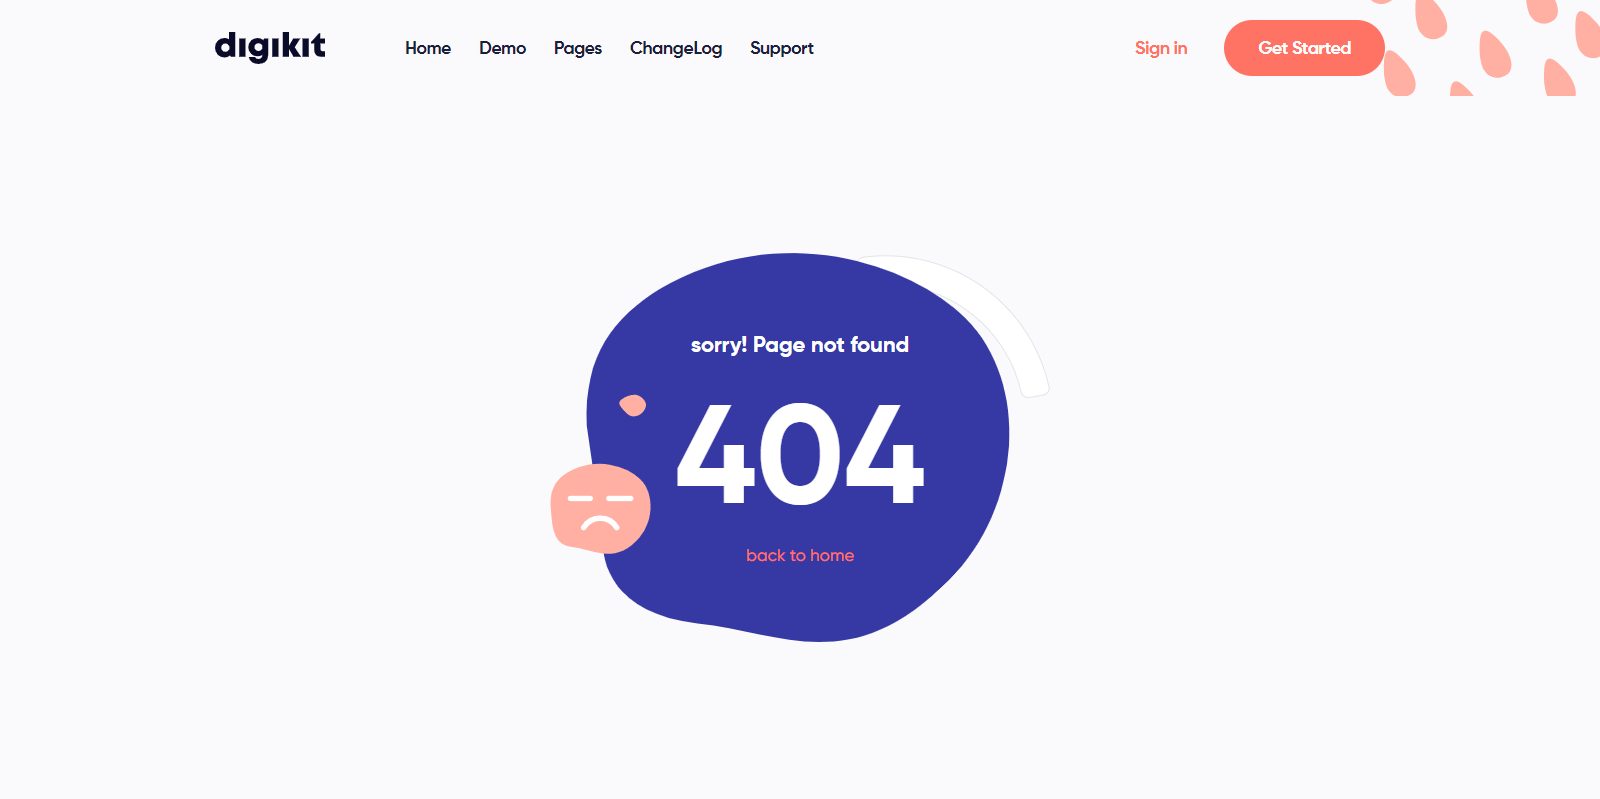 digikit Home Demo Pages ChangeLog Support Sign in Get Started
sorry! Page not found
404
back to home